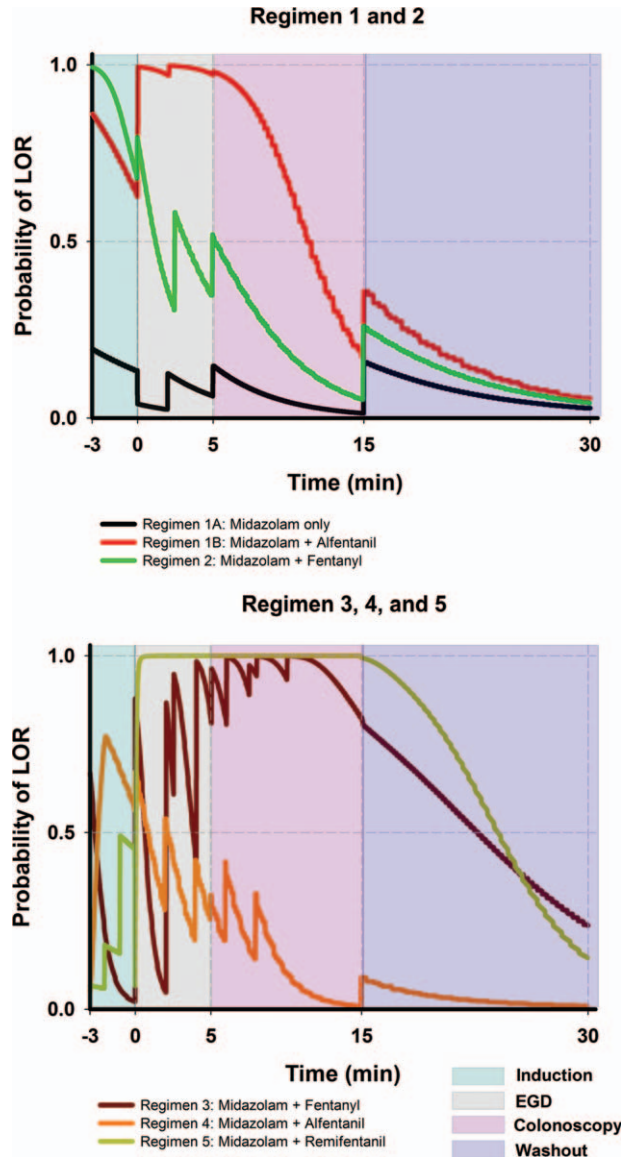 Regimen 1 and 2
Probability of LOR
1.0
0.5
0.0
-3 0 5 15 30
Time (min)
Regimen 1A: Midazolam only
Regimen 1B: Midazolam + Alfentanil
Regimen 2: Midazolam + Fentanyl
Regimen 3, 4, and 5
Probability of LOR
1.0
0.5
0.0
-3 0 5 15 30
Time (min)
Regimen 3: Midazolam + Fentanyl
Regimen 4: Midazolam + Alfentanil
Regimen 5: Midazolam + Remifentanil
Induction
EGD
Colonoscopy
Washout